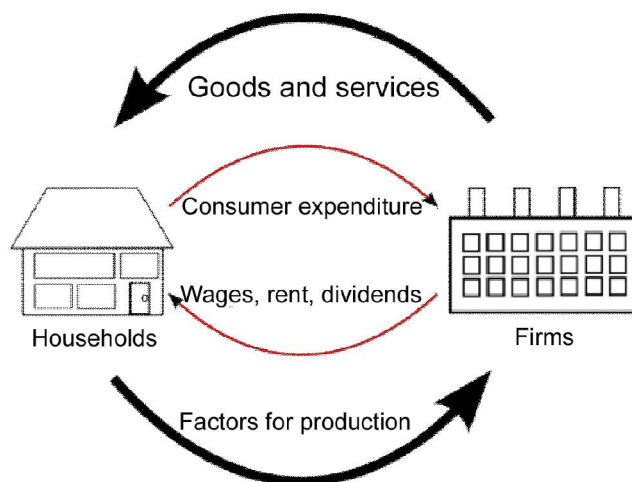 Goods and services
Consumer expenditure
Wages, rent, dividends
Households
Firms
Factors for production